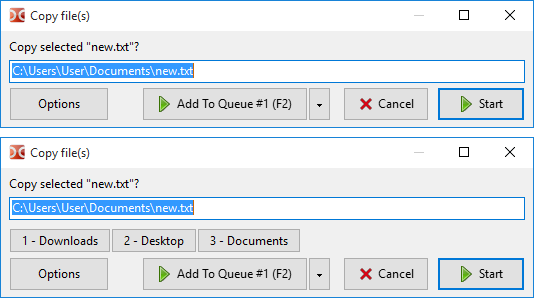 Copy file(s)
Copy selected "new.txt"?
C:\Users\User\Documents\new.txt
Options Add To Queue #1 (F2) Cancel Start
Copy file(s)
Copy selected "new.txt"?
C:\Users\User\Documents\new.txt
1 - Downloads 2 - Desktop 3 - Documents
Options Add To Queue #1 (F2) Cancel Start